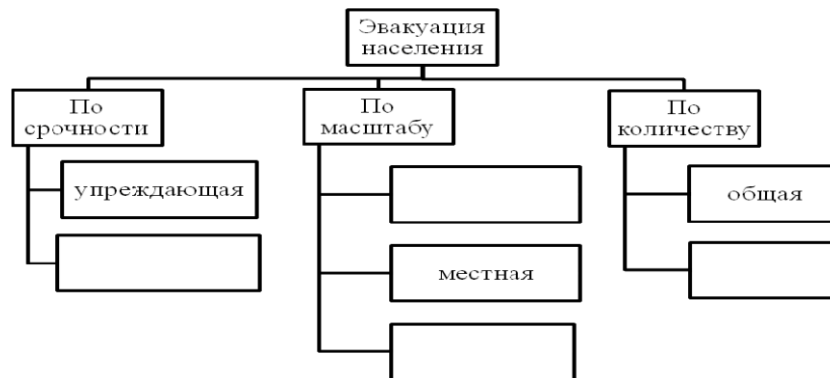 Эвакуация
населения
По
срочности
По
масштабу
По
количеству
упреждающая
общая
местная